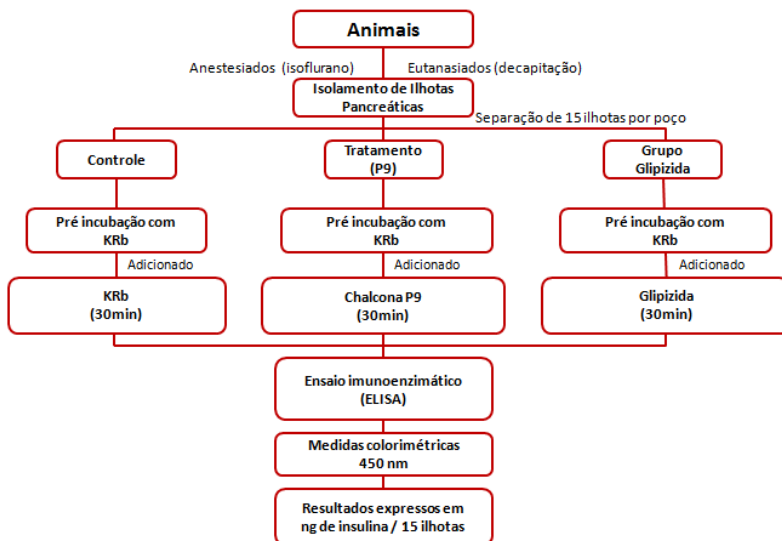 Animais
Anestesiados (isoflurano)
Eutanasiados (decapitação)
Isolamento de Ilhotas
Pancreáticas
Separação de 15 ilhotas por poço
Controle
Tratamento
(P9)
Grupo
Glipizida
Pré incubação com
KRb
Pré incubação com
KRb
Pré incubação com
KRb
Adicionado
Adicionado
Adicionado
KRb
(30min)
Chalcona P9
(30min)
Glipizida
(30min)
Ensaio imunoenzimático
(ELISA)
Medidas colorimétricas
450 nm
Resultados expressos em
ng de insulina / 15 ilhotas